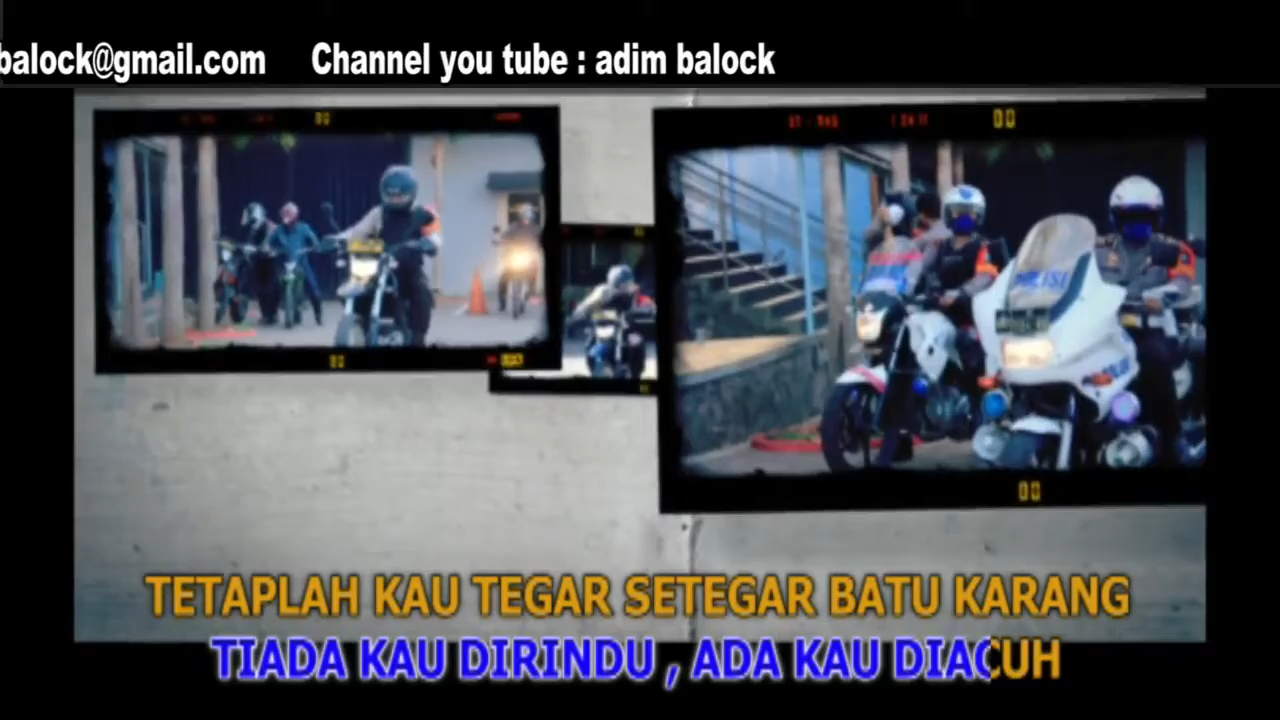 balock@gmail.com Channel you tube : adim balock
POLISI
TETAPLAH KAU TEGAR SETEGAR BATU KARANG
TIADA KAU DIRINDU , ADA KAU DIACUH